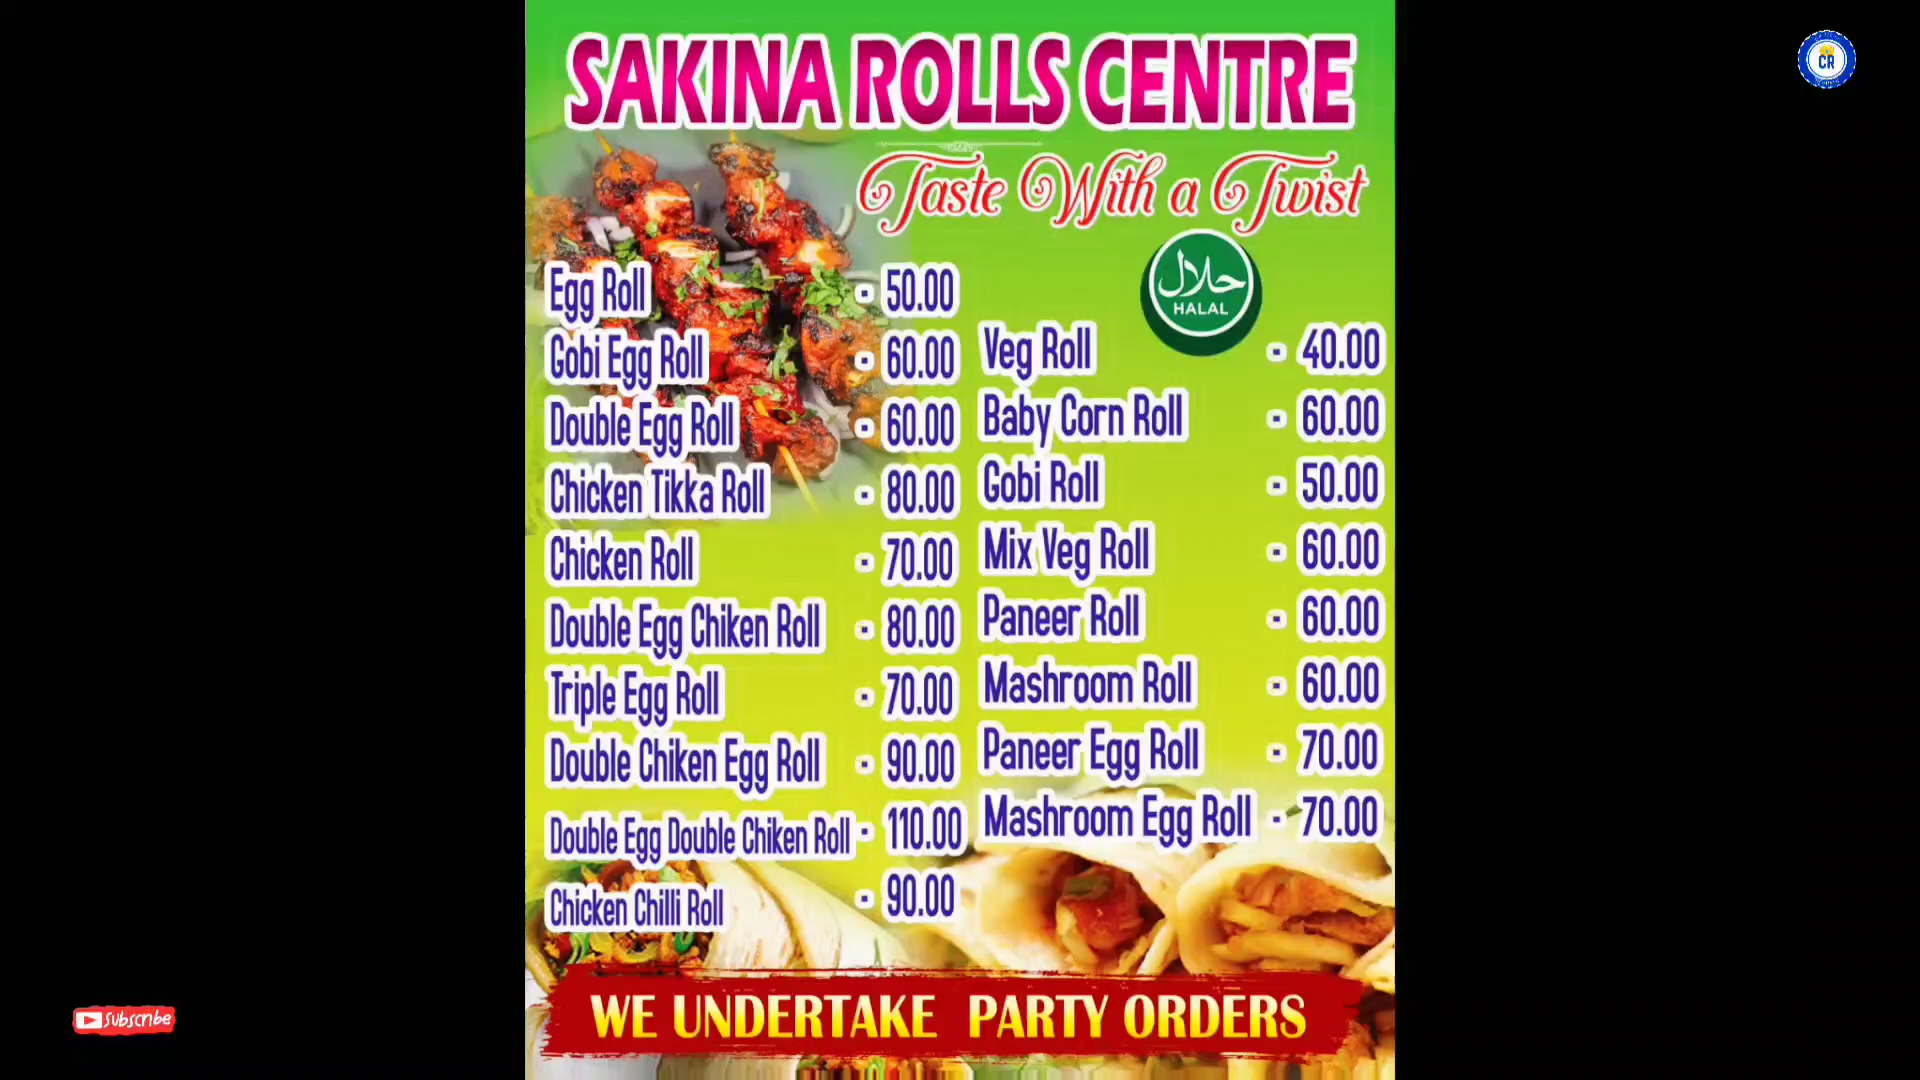 SAKINA ROLLS CENTRE
Taste With a Twist
حلال
HALAL
Egg Roll - 50.00
Gobi Egg Roll - 60.00
Double Egg Roll - 60.00
Chicken Tikka Roll - 80.00
Chicken Roll - 70.00
Double Egg Chiken Roll - 80.00
Triple Egg Roll - 70.00
Double Chiken Egg Roll - 90.00
Double Egg Double Chiken Roll - 110.00
Chicken Chilli Roll - 90.00
Veg Roll - 40.00
Baby Corn Roll - 60.00
Gobi Roll - 50.00
Mix Veg Roll - 60.00
Paneer Roll - 60.00
Mashroom Roll - 60.00
Paneer Egg Roll - 70.00
Mashroom Egg Roll - 70.00
WE UNDERTAKE PARTY ORDERS
CR
Subscribe